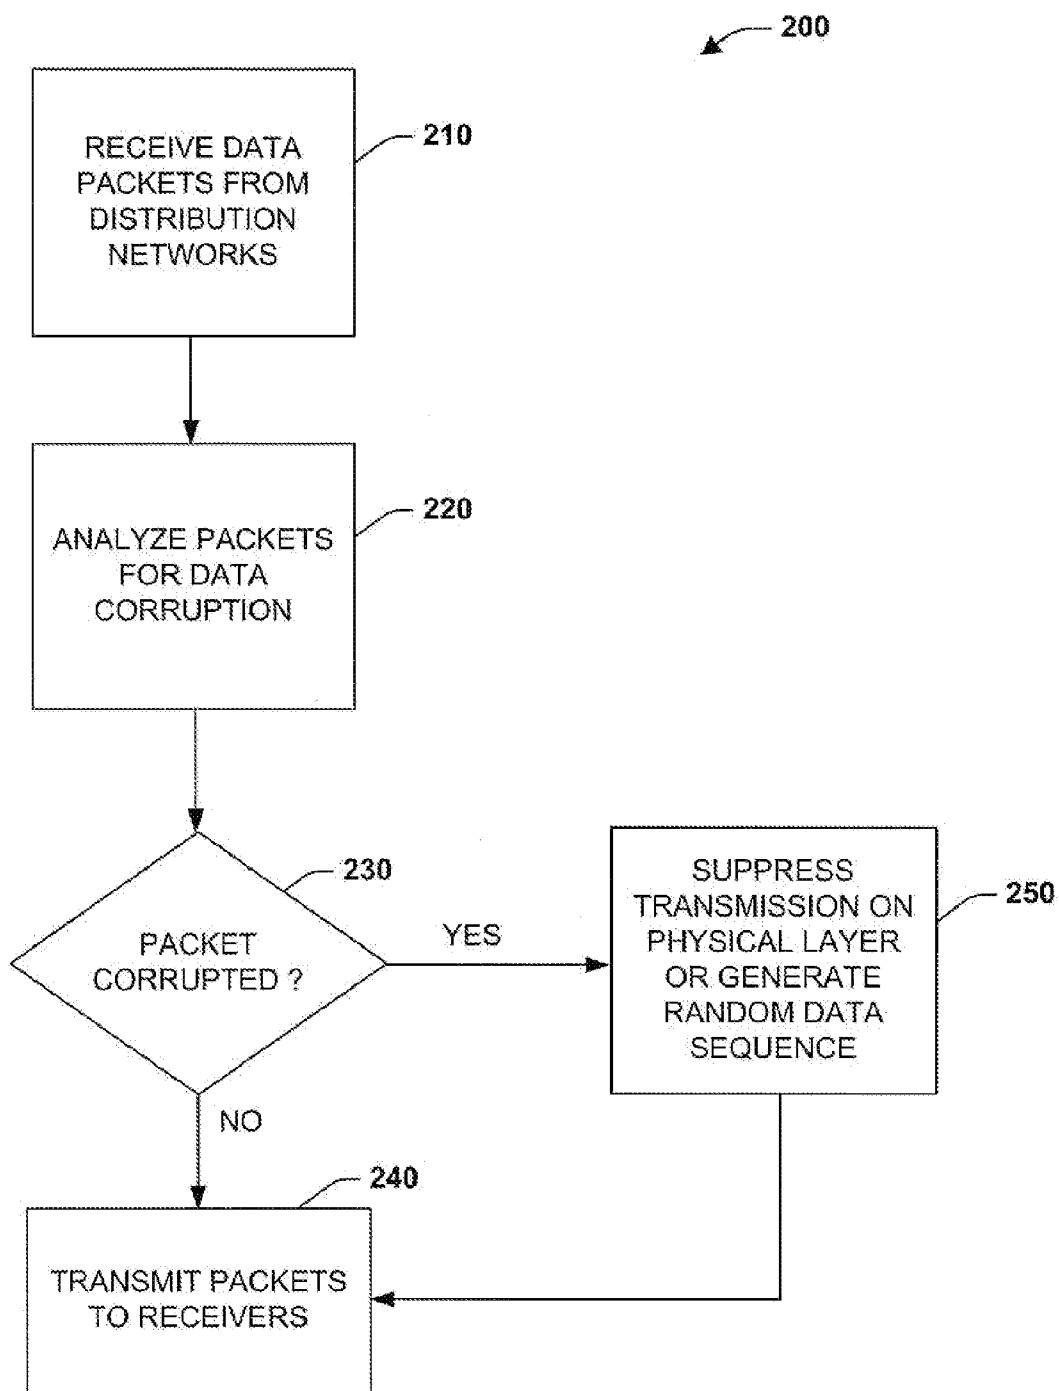 200
RECEIVE DATA
PACKETS FROM
DISTRIBUTION
NETWORKS
210
ANALYZE PACKETS
FOR DATA
CORRUPTION
220
PACKET
CORRUPTED ?
230
YES
SUPPRESS
TRANSMISSION ON
PHYSICAL LAYER
OR GENERATE
RANDOM DATA
SEQUENCE
250
NO
TRANSMIT PACKETS
TO RECEIVERS
240